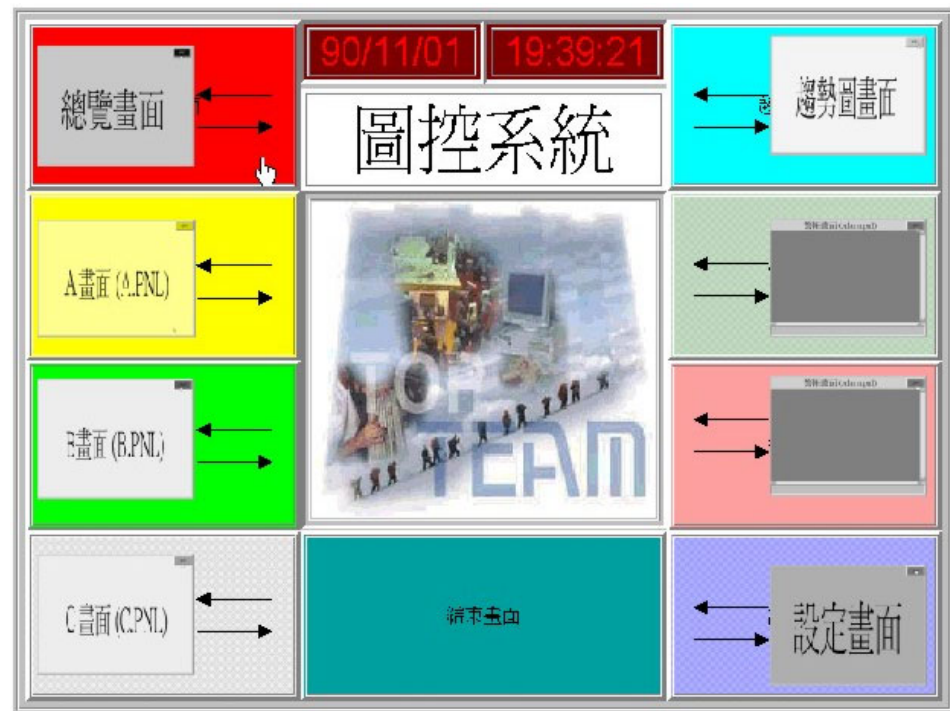 90/11/01 19:39:21
圖控系統
總覽畫面
趨勢圖畫面
A畫面 (A.PNL)
B畫面 (B.PNL)
TOP
TEAM
C畫面 (C.PNL)
結束畫面
設定畫面